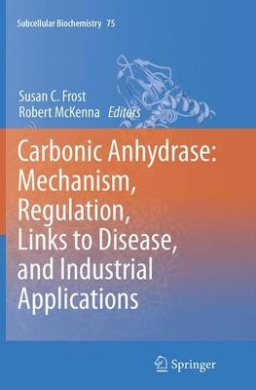 Subcellular Biochemistry 75
Susan C. Frost
Robert McKenna Editors
Carbonic Anhydrase:
Mechanism,
Regulation,
Links to Disease,
and Industrial
Applications
Springer